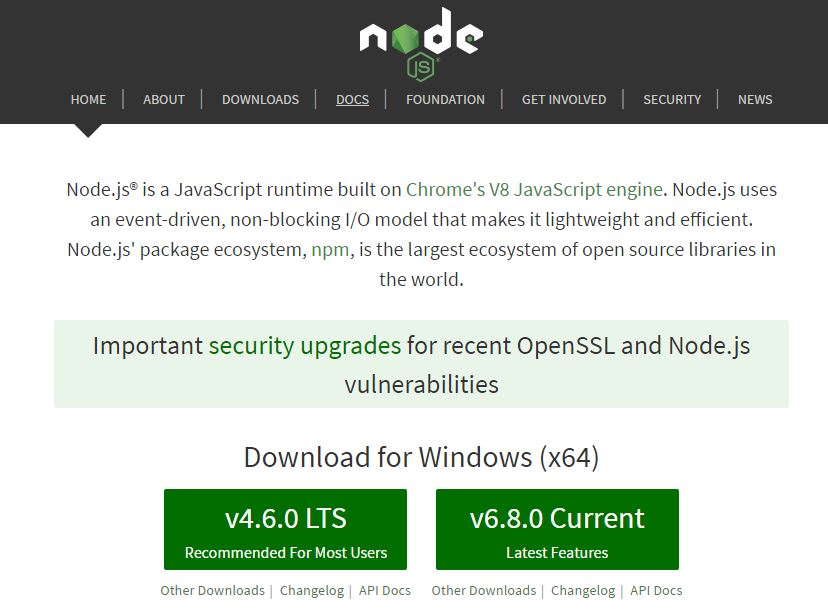 node
JS ®
HOME | ABOUT | DOWNLOADS | DOCS | FOUNDATION | GET INVOLVED | SECURITY | NEWS
Node.js® is a JavaScript runtime built on Chrome's V8 JavaScript engine. Node.js uses
an event-driven, non-blocking I/O model that makes it lightweight and efficient.
Node.js' package ecosystem, npm, is the largest ecosystem of open source libraries in
the world.
Important security upgrades for recent OpenSSL and Node.js
vulnerabilities
Download for Windows (x64)
v4.6.0 LTS
Recommended For Most Users
v6.8.0 Current
Latest Features
Other Downloads | Changelog | API Docs
Other Downloads | Changelog | API Docs